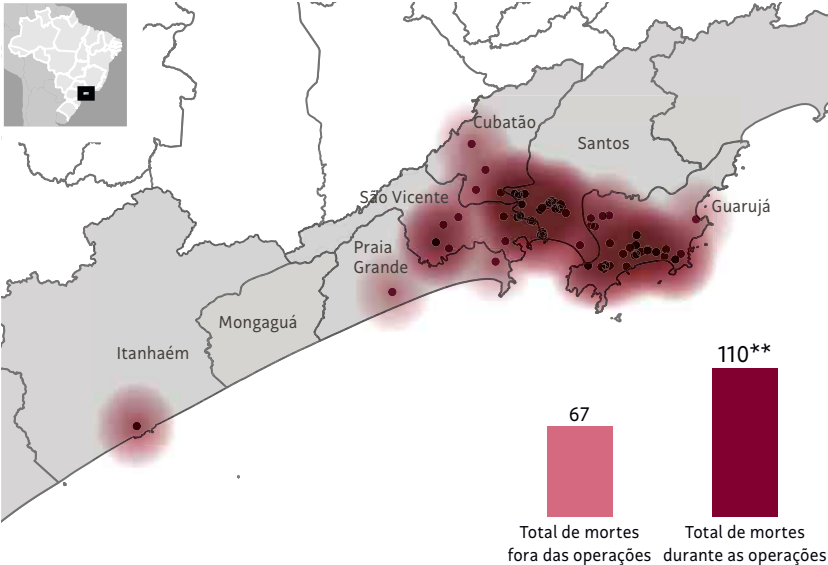 Cubatão
Santos
São Vicente
Guarujá
Praia
Grande
Mongaguá
Itanhaém
110**
67
Total de mortes
fora das operações
Total de mortes
durante as operações